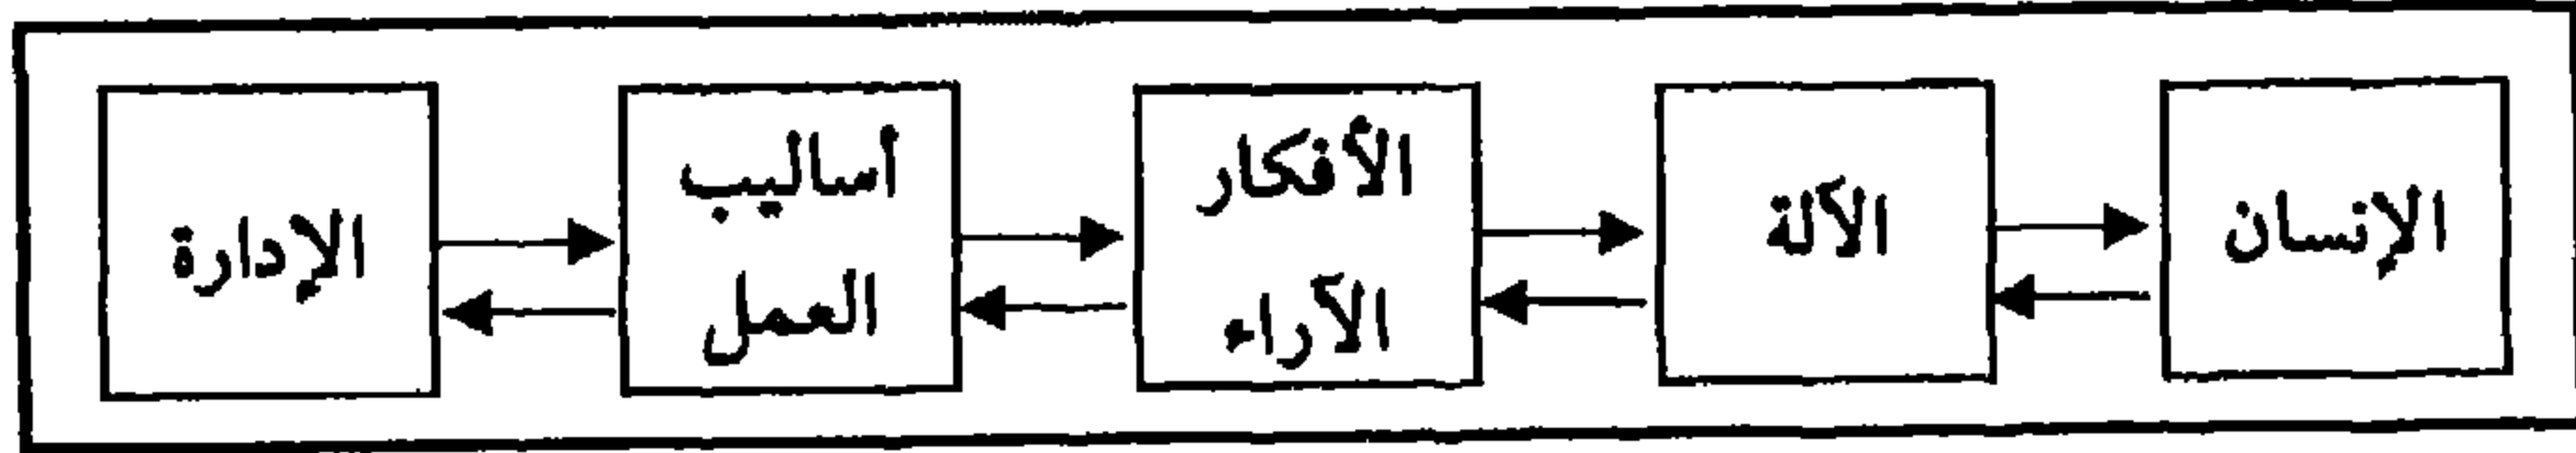 الإنسان
الآلة
الأفكار
الآراء
أساليب
العمل
الإدارة